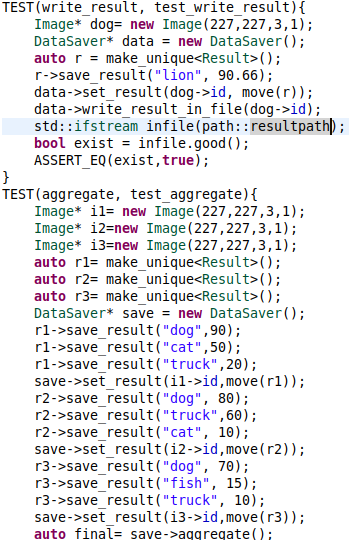 TEST(write_result, test_write_result){
    Image* dog= new Image(227,227,3,1);
    DataSaver* data = new DataSaver();
    auto r = make_unique<Result>();
    r->save_result("lion", 90.66);
    data->set_result(dog->id, move(r));
    data->write_result_in_file(dog->id);
    std::ifstream infile(path::resultpath);
    bool exist = infile.good();
    ASSERT_EQ(exist,true);
}
TEST(aggregate, test_aggregate){
    Image* i1= new Image(227,227,3,1);
    Image* i2=new Image(227,227,3,1);
    Image* i3=new Image(227,227,3,1);
    auto r1= make_unique<Result>();
    auto r2= make_unique<Result>();
    auto r3= make_unique<Result>();
    DataSaver* save = new DataSaver();
    r1->save_result("dog",90);
    r1->save_result("cat",50);
    r1->save_result("truck",20);
    save->set_result(i1->id,move(r1));
    r2->save_result("dog", 80);
    r2->save_result("truck",60);
    r2->save_result("cat", 10);
    save->set_result(i2->id,move(r2));
    r3->save_result("dog", 70);
    r3->save_result("fish", 15);
    r3->save_result("truck", 10);
    save->set_result(i3->id,move(r3));
    auto final= save->aggregate();